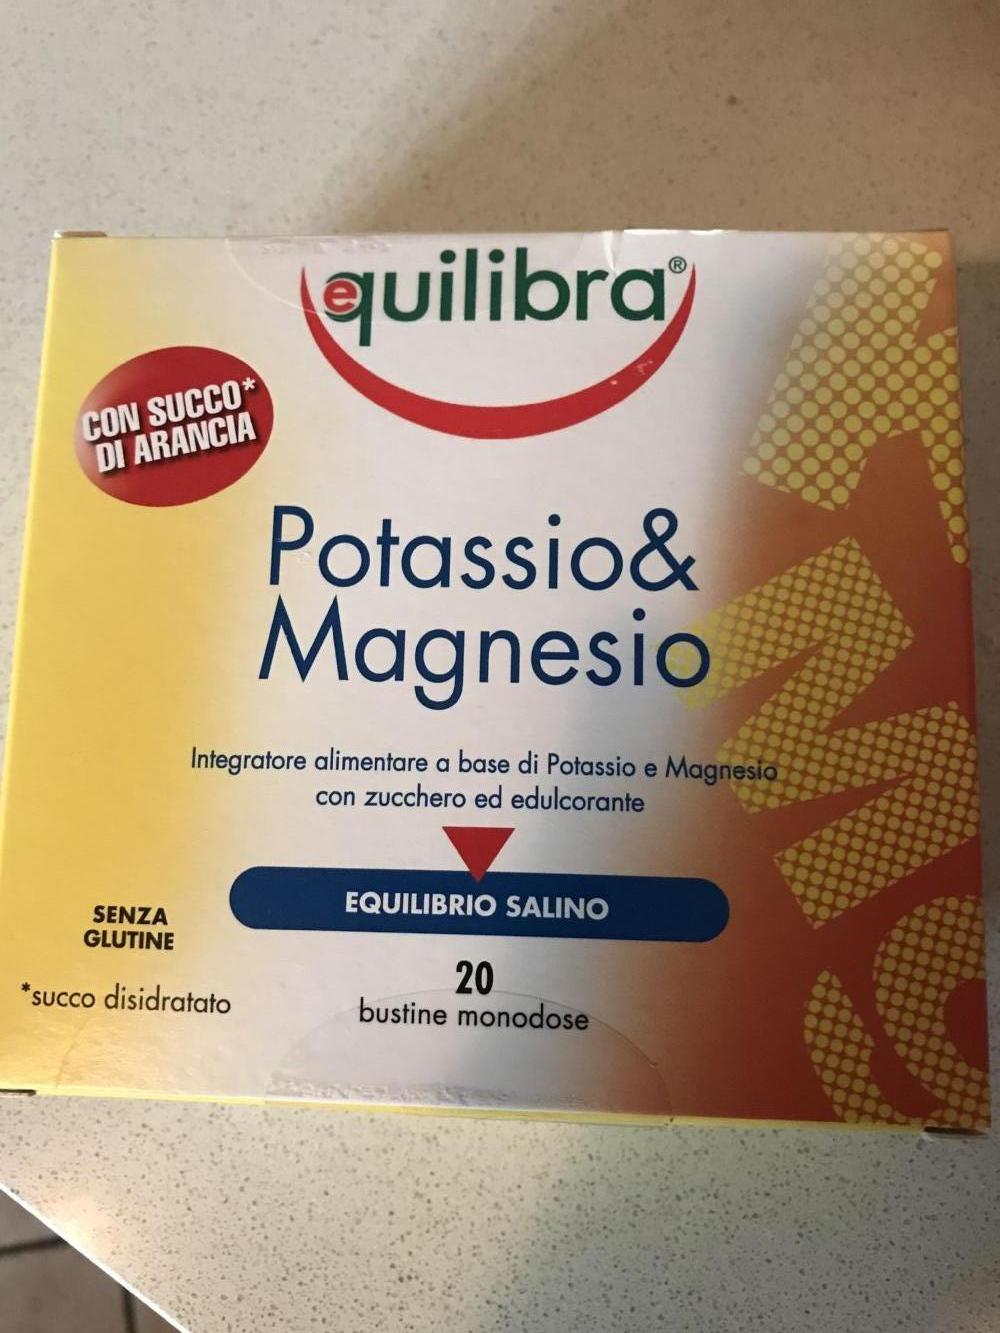 equilibra®
CON SUCCO*
DI ARANCIA
Potassio&
Magnesio
Integratore alimentare a base di Potassio e Magnesio
con zucchero ed edulcorante
EQUILIBRIO SALINO
SENZA
GLUTINE
20
bustine monodose
*succo disidratato
K
Mg